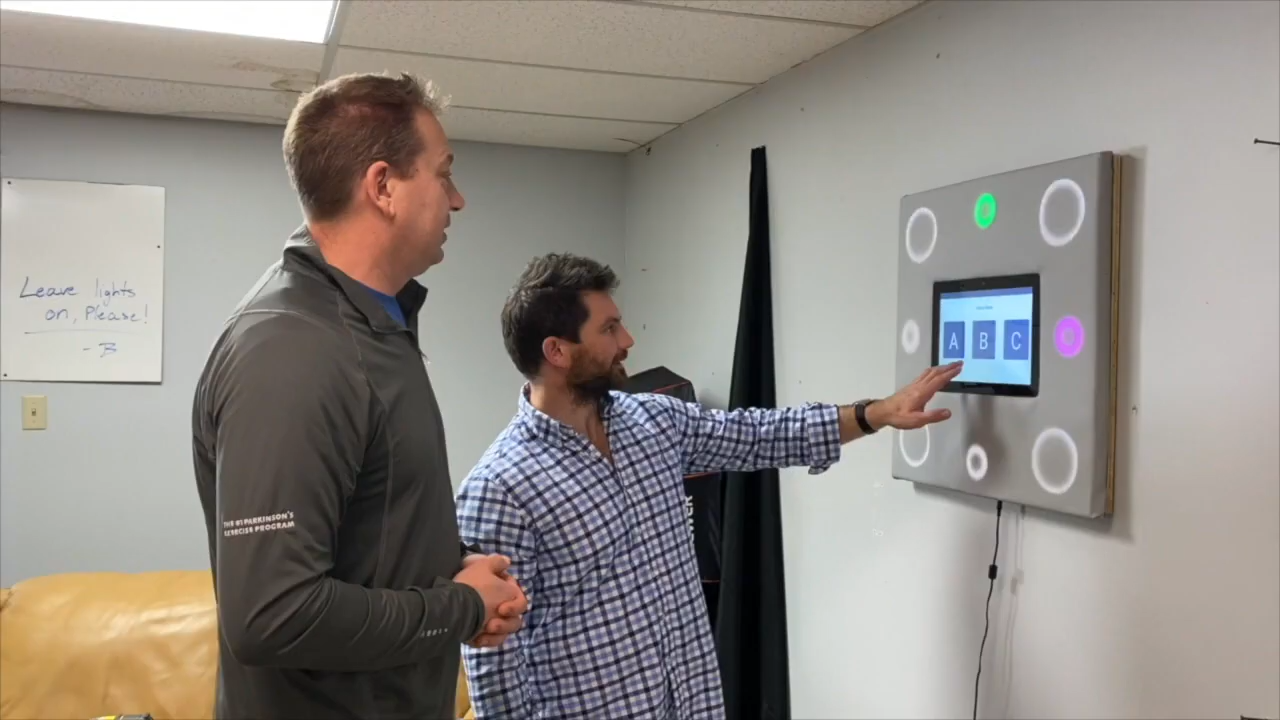 Leave lights
on, Please!
- B
THE #1 PARKINSON'S
EXERCISE PROGRAM
A B C